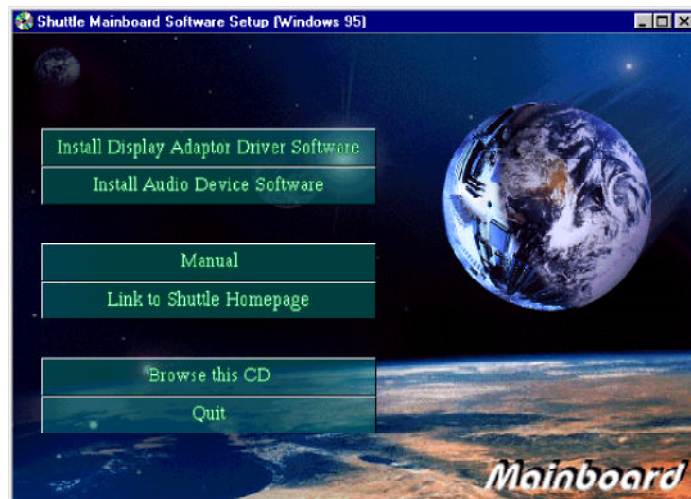 Shuttle Mainboard Software Setup [Windows 95]
Install Display Adaptor Driver Software
Install Audio Device Software
Manual
Link to Shuttle Homepage
Browse this CD
Quit
Mainboard